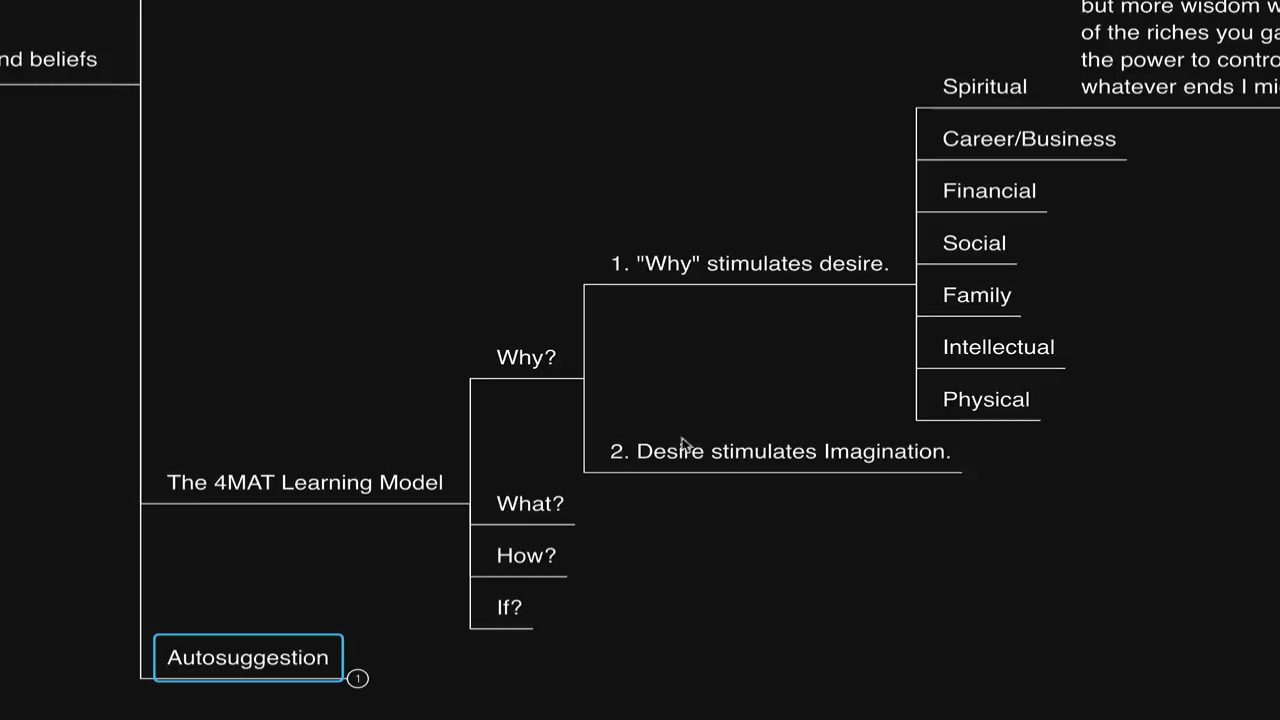 but more wisdom w
of the riches you ga
the power to contro
whatever ends I mi
nd beliefs
Spiritual
Career/Business
Financial
Social
Family
Intellectual
Physical
1. "Why" stimulates desire.
Why?
2. Desire stimulates Imagination.
The 4MAT Learning Model
What?
How?
If?
Autosuggestion
1